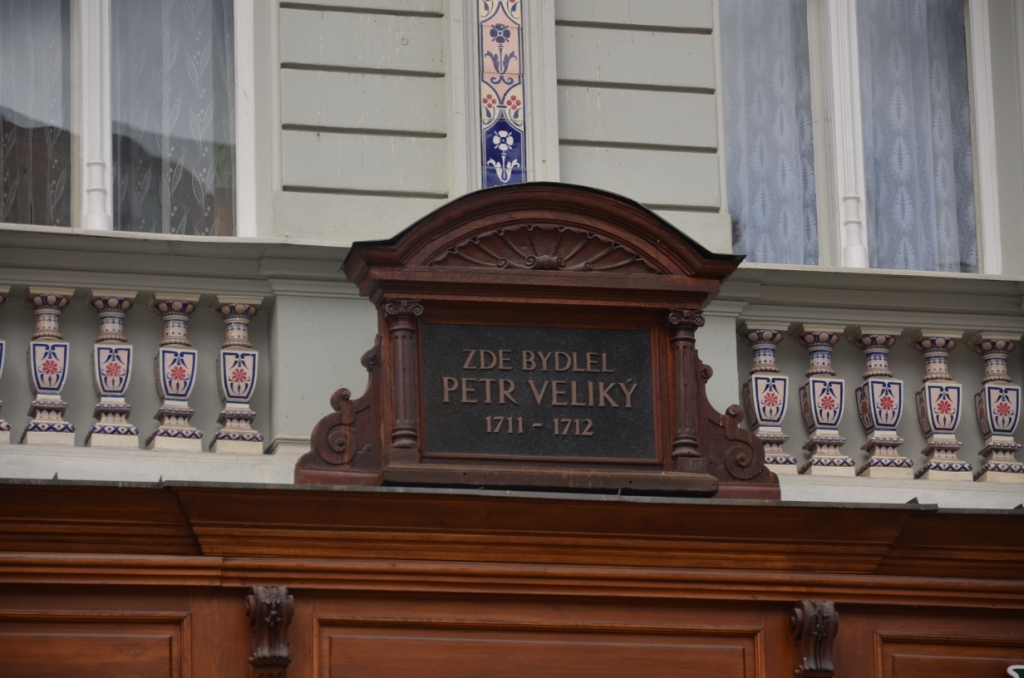 ZDE BYDLEL
PETR VELIKÝ
1711 - 1712